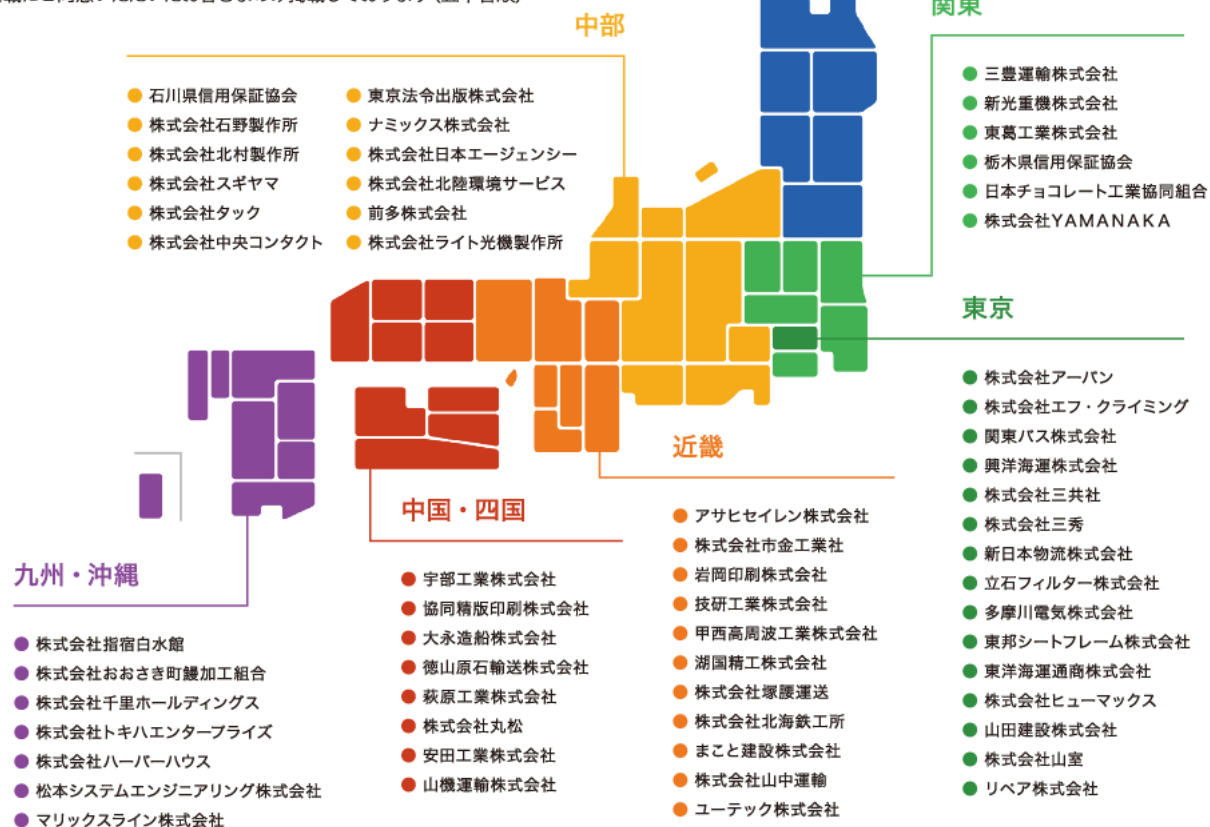 中部
石川県信用保証協会
株式会社石野製作所
株式会社北村製作所
株式会社スギヤマ
株式会社タック
株式会社中央コンタクト
東京法令出版株式会社
ナミックス株式会社
株式会社日本エージェンシー
株式会社北陸環境サービス
前多株式会社
株式会社ライト光機製作所
関東
三豊運輸株式会社
新光重機株式会社
東葛工業株式会社
栃木県信用保証協会
日本チョコレート工業協同組合
株式会社YAMANAKA
東京
株式会社アーバン
株式会社エフ・クライミング
関東バス株式会社
興洋海運株式会社
株式会社三共社
株式会社三秀
新日本物流株式会社
立石フィルター株式会社
多摩川電気株式会社
東邦シートフレーム株式会社
東洋海運通商株式会社
株式会社ヒューマックス
山田建設株式会社
株式会社山室
リペア株式会社
近畿
アサヒセイレン株式会社
株式会社市金工業社
岩岡印刷株式会社
技研工業株式会社
甲西高周波工業株式会社
湖国精工株式会社
株式会社塚腰運送
株式会社北海鉄工所
まこと建設株式会社
株式会社山中運輸
ユーテック株式会社
中国・四国
宇部工業株式会社
協同精版印刷株式会社
大永造船株式会社
徳山原石輸送株式会社
萩原工業株式会社
株式会社丸松
安田工業株式会社
山機運輸株式会社
九州・沖縄
株式会社指宿白水館
株式会社おおさき町鰻加工組合
株式会社千里ホールディングス
株式会社トキハエンタープライズ
株式会社ハーバーハウス
松本システムエンジニアリング株式会社
マリックスライン株式会社